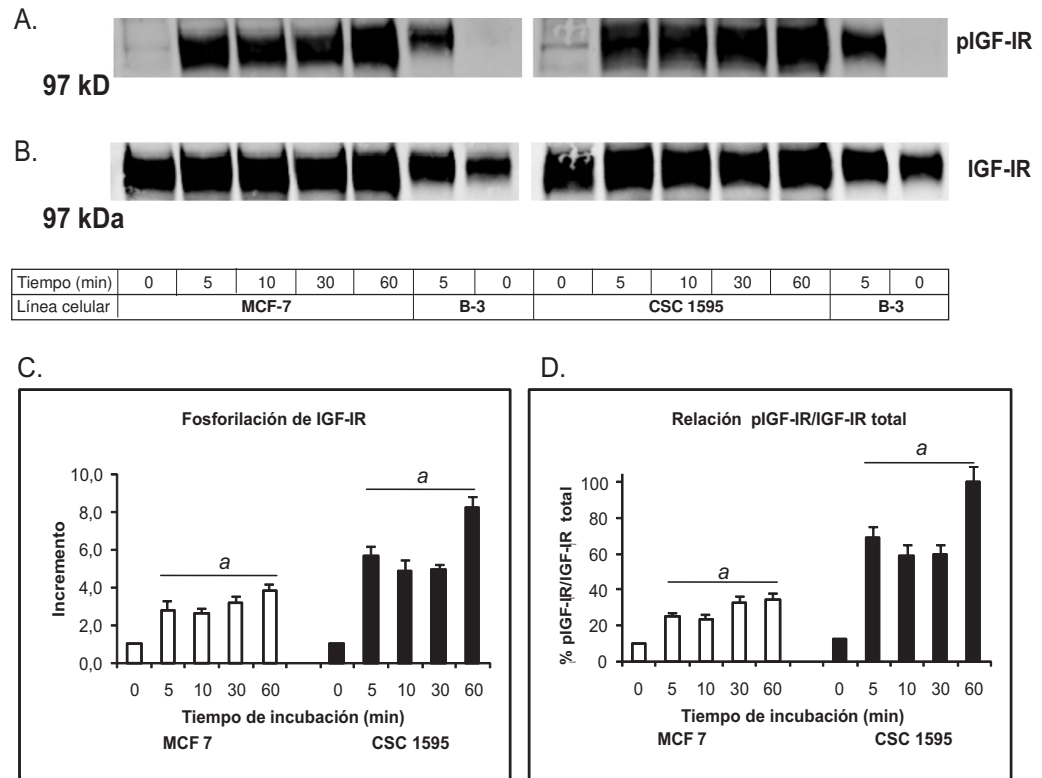 A.
pIGF-IR
97 kD
B.
IGF-IR
97 kDa
Tiempo (min) 0 5 10 30 60 5 0 0 5 10 30 60 5 0
Línea celular MCF-7 B-3 CSC 1595 B-3
C.
Fosforilación de IGF-IR
Incremento
10,0
8,0
6,0
4,0
2,0
0,0
a
a
0 5 10 30 60 0 5 10 30 60
Tiempo de incubación (min)
MCF 7 CSC 1595
D.
Relación pIGF-IR/IGF-IR total
% pIGF-IR/IGF-IR total
100
80
60
40
20
0
a
a
0 5 10 30 60 0 5 10 30 60
Tiempo de incubación (min)
MCF 7 CSC 1595